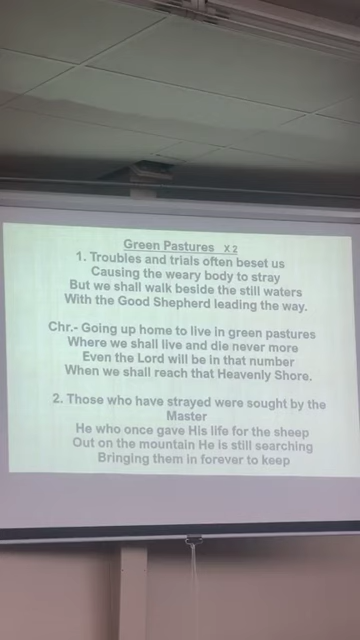 Green Pastures X 2
1. Troubles and trials often beset us
Causing the weary body to stray
But we shall walk beside the still waters
With the Good Shepherd leading the way.
Chr.- Going up home to live in green pastures
Where we shall live and die never more
Even the Lord will be in that number
When we shall reach that Heavenly Shore.
2. Those who have strayed were sought by the
Master
He who once gave His life for the sheep
Out on the mountain He is still searching
Bringing them in forever to keep